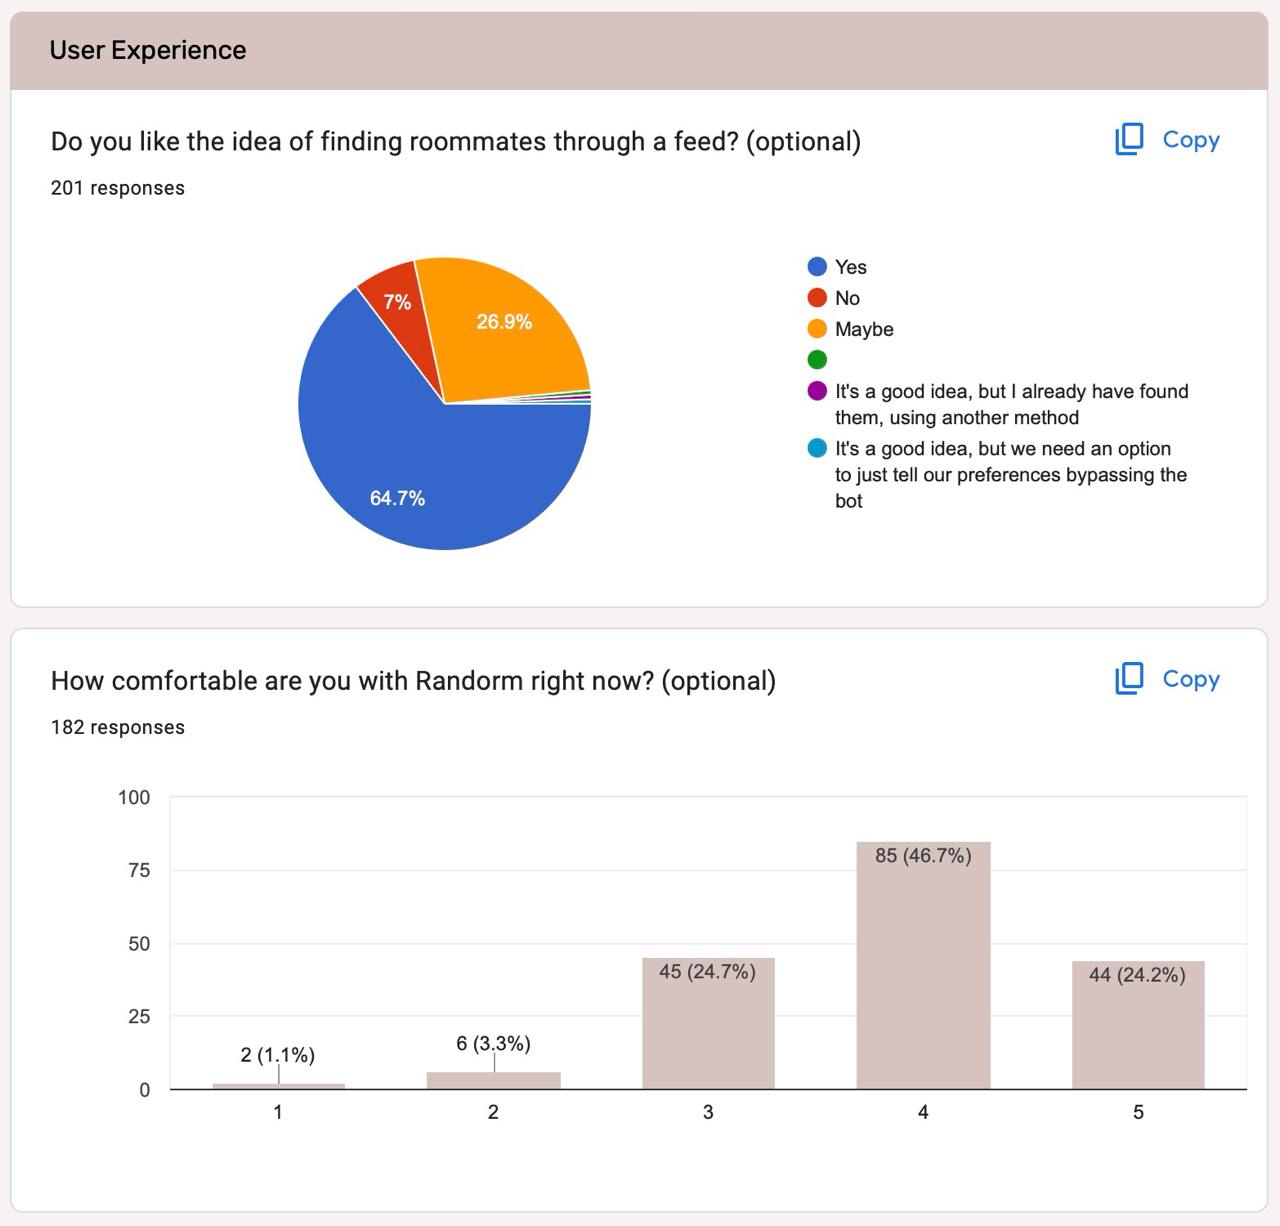 User Experience
Do you like the idea of finding roommates through a feed? (optional)
Copy
201 responses
7%
26.9%
64.7%
Yes
No
Maybe
It's a good idea, but I already have found
them, using another method
It's a good idea, but we need an option
to just tell our preferences bypassing the
bot
How comfortable are you with Randorm right now? (optional)
Copy
182 responses
100
75
50
25
0
2 (1.1%)
6 (3.3%)
45 (24.7%)
85 (46.7%)
44 (24.2%)
1
2
3
4
5